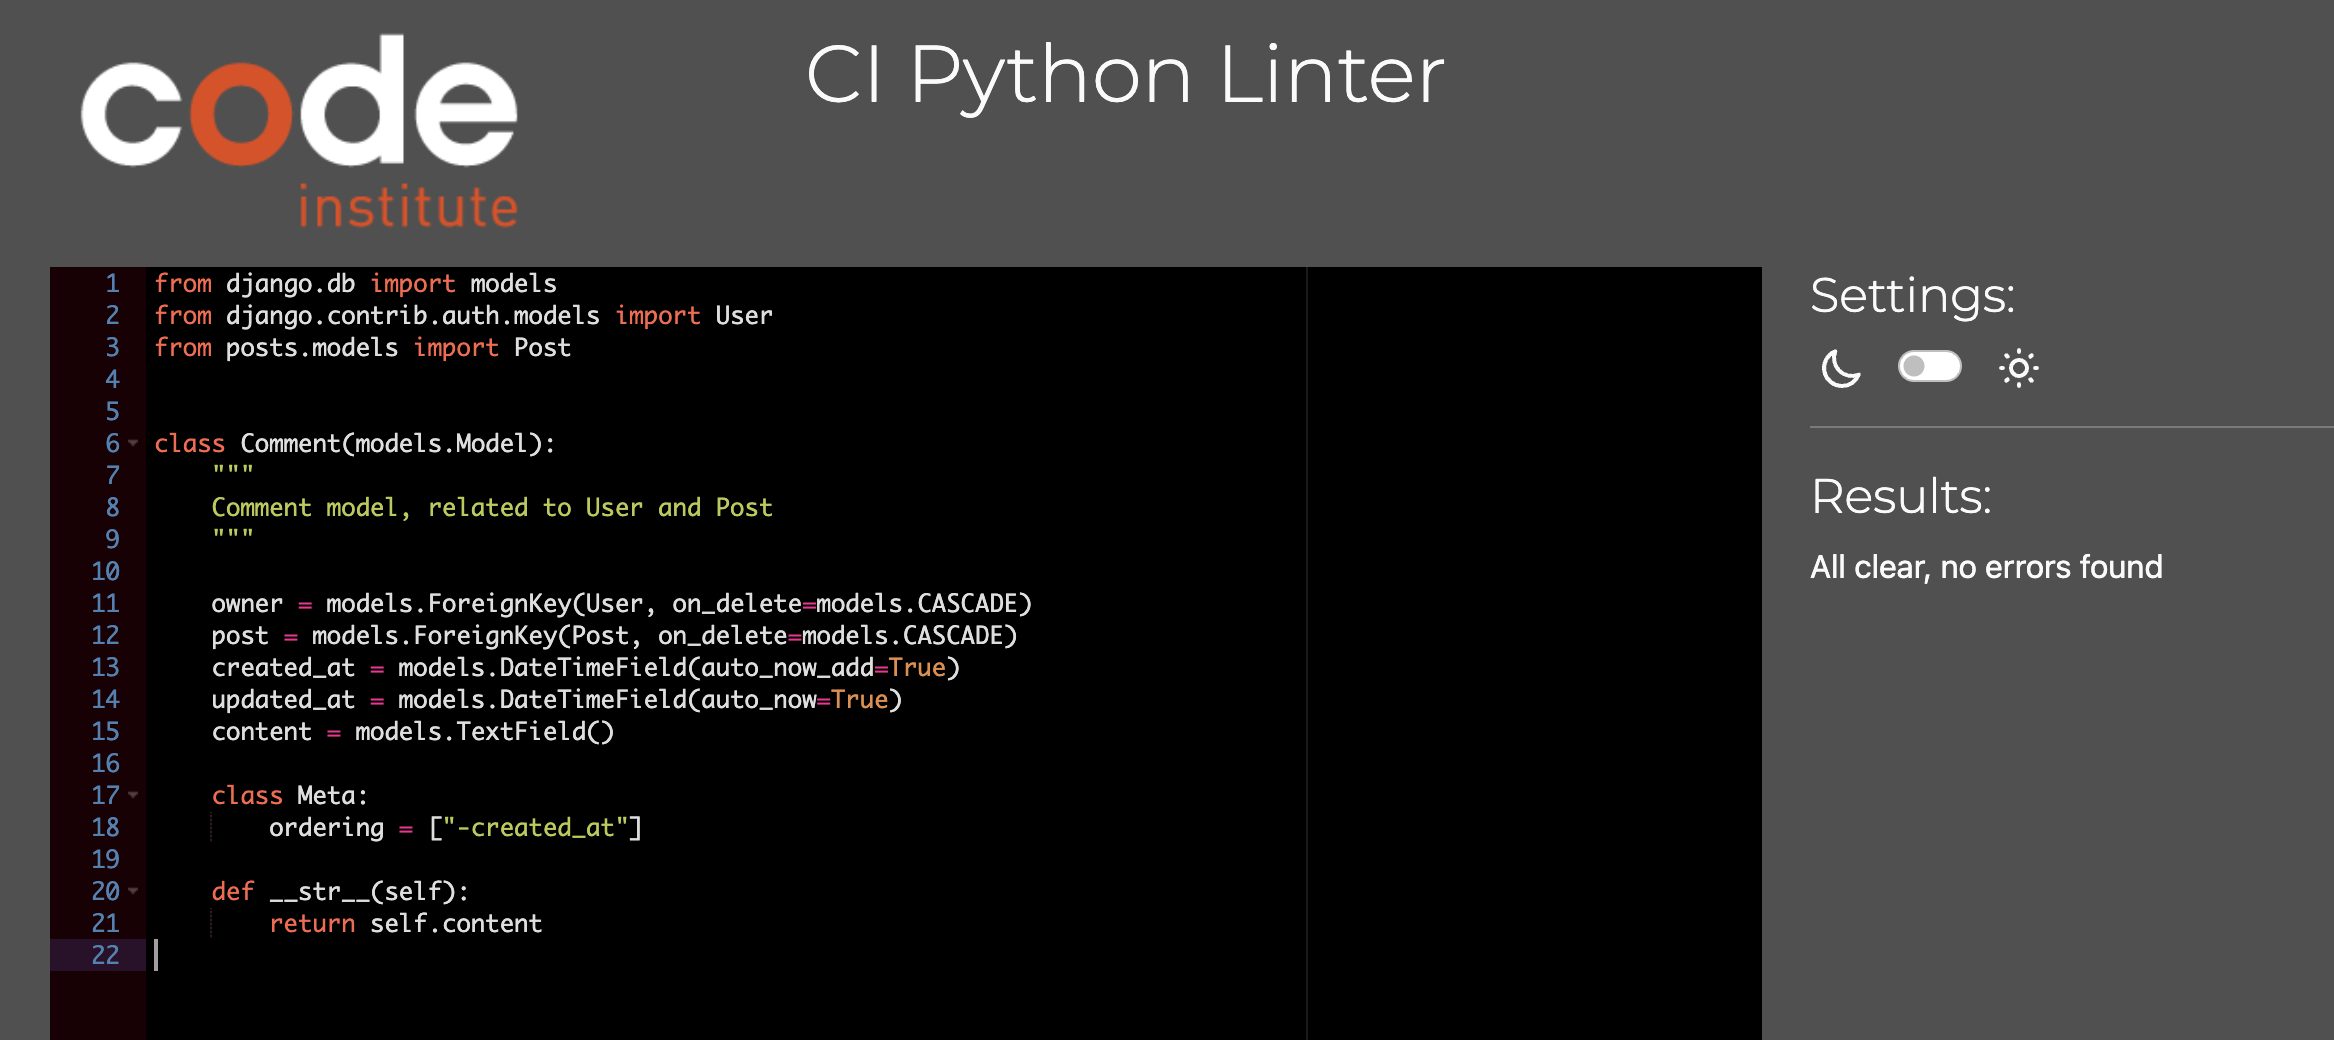 code
institute
CI Python Linter
1 from django.db import models
2 from django.contrib.auth.models import User
3 from posts.models import Post
4
5
6 class Comment(models.Model):
7     """
8     Comment model, related to User and Post
9     """
10
11     owner = models.ForeignKey(User, on_delete=models.CASCADE)
12     post = models.ForeignKey(Post, on_delete=models.CASCADE)
13     created_at = models.DateTimeField(auto_now_add=True)
14     updated_at = models.DateTimeField(auto_now=True)
15     content = models.TextField()
16
17     class Meta:
18         ordering = ["-created_at"]
19
20     def __str__(self):
21         return self.content
22
Settings:
Results:
All clear, no errors found